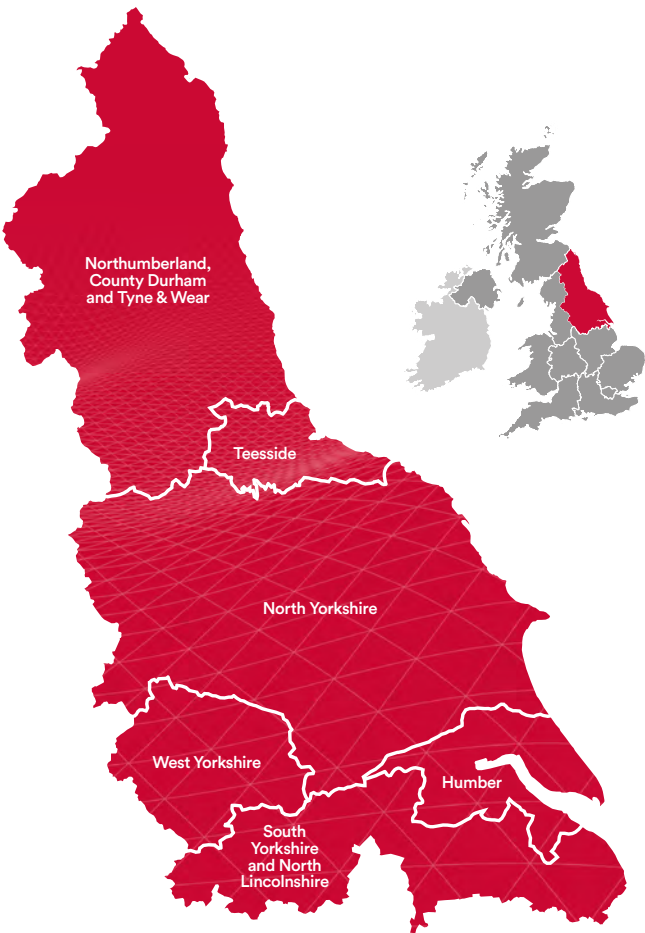 Northumberland,
County Durham
and Tyne & Wear
Teesside
North Yorkshire
West Yorkshire
Humber
South
Yorkshire
and North
Lincolnshire